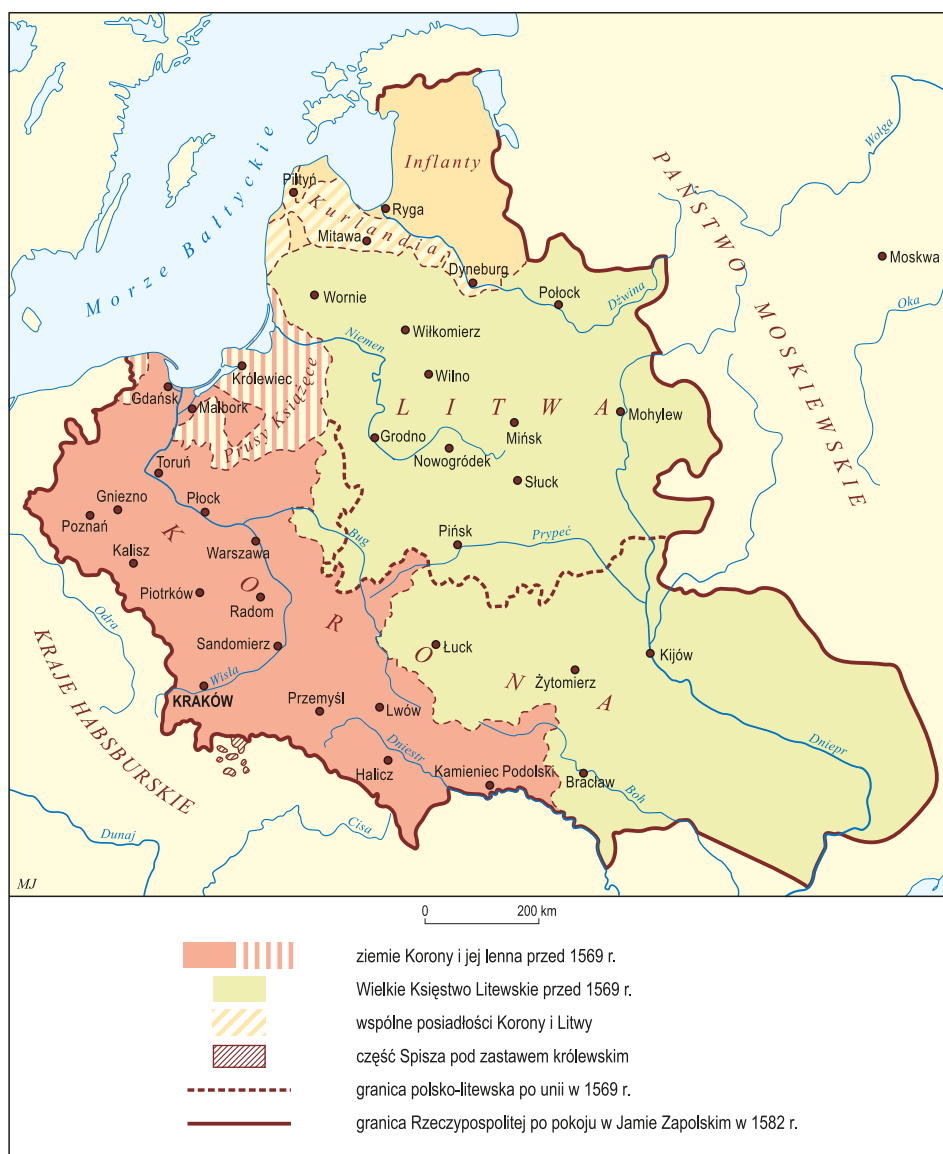 Morze Bałtyckie
Inflanty
Piltyń
Kurlandia
Ryga
Mitawa
Dyneburg
Połock
Dźwina
Wołga
PAŃSTWO
MOSKIEWSKIE
Moskwa
Oka
Wornie
Wiłkomierz
Niemen
Wilno
LITWA
Mohylew
Mińsk
Grodno
Nowogródek
Słuck
Królewiec
Gdańsk
Malbork
Prusy Książęce
Toruń
Gniezno
Płock
Poznań
Kalisz
Warszawa
Bug
Pińsk
Prypeć
Piotrków
Radom
KORONA
Odra
Sandomierz
Łuck
Kijów
Żytomierz
Wisła
KRAKÓW
Przemyśl
Lwów
Dniestr
Halicz
Kamieniec Podolski
Bracław
Boh
Dniepr
KRAJE HABSBURSKIE
Cisa
Dunaj
MJ
0 200 km
ziemie Korony i jej lenna przed 1569 r.
Wielkie Księstwo Litewskie przed 1569 r.
wspólne posiadłości Korony i Litwy
część Spisza pod zastawem królewskim
granica polsko-litewska po unii w 1569 r.
granica Rzeczypospolitej po pokoju w Jamie Zapolskim w 1582 r.